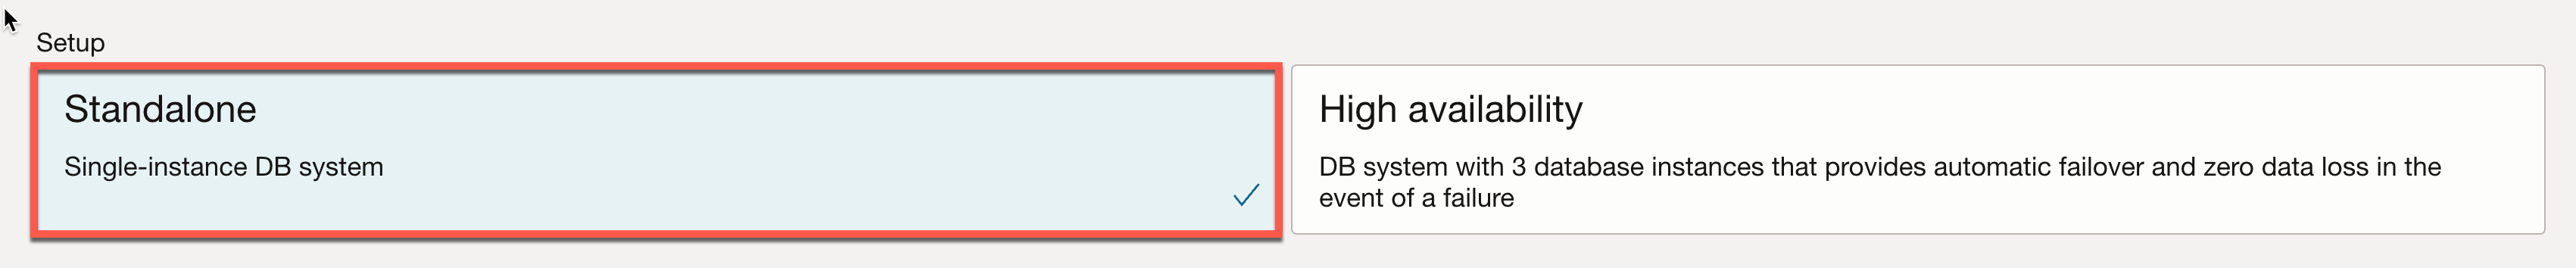 Setup
Standalone
Single-instance DB system
High availability
DB system with 3 database instances that provides automatic failover and zero data loss in the
event of a failure